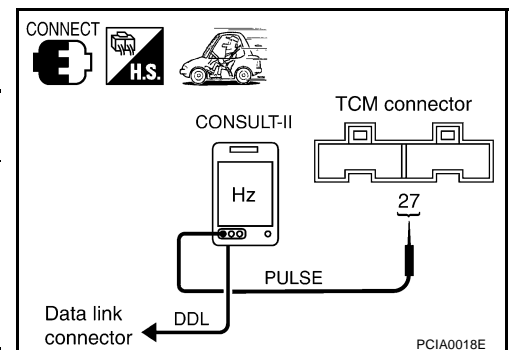 CONNECT
H.S.
CONSULT-II
TCM connector
Hz
27
PULSE
Data link
connector
DDL
PCIA0018E